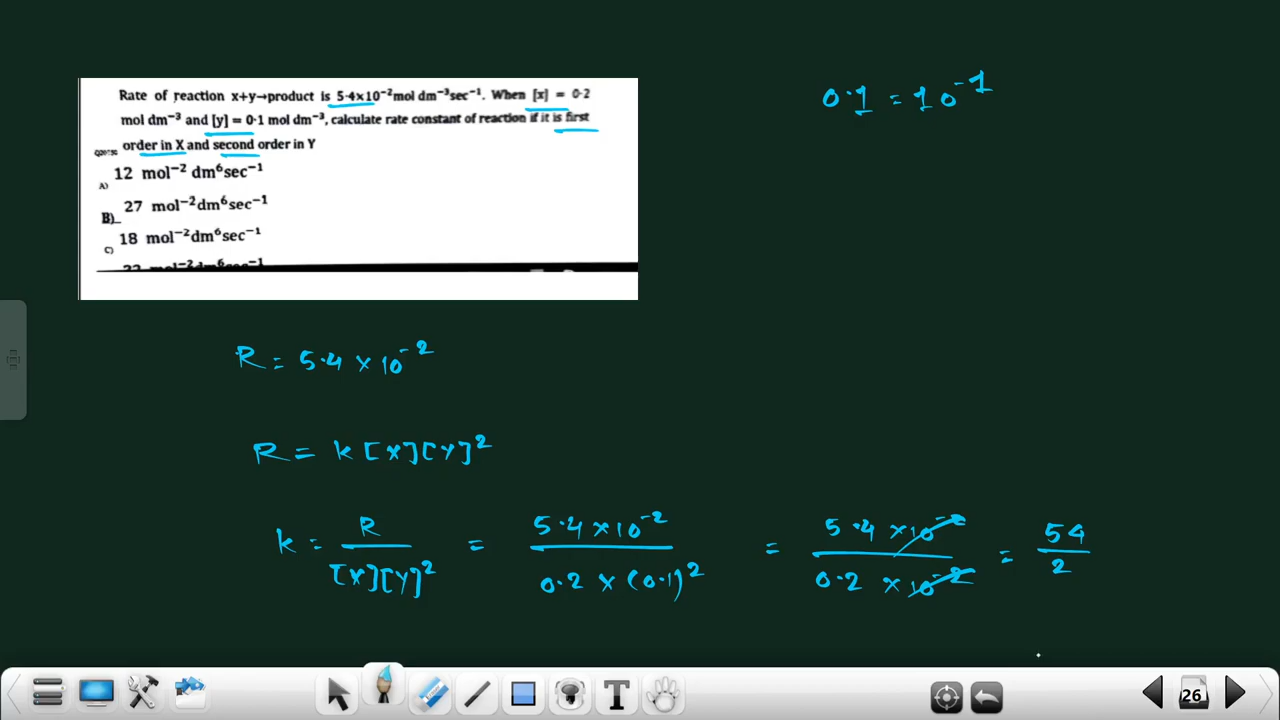 Rate of reaction x+y→product is 5·4×10⁻²mol dm⁻³sec⁻¹. When [x] = 0·2
mol dm⁻³ and [y] = 0·1 mol dm⁻³, calculate rate constant of reaction if it is first
order in X and second order in Y
A) 12 mol⁻² dm⁶sec⁻¹
B) 27 mol⁻²dm⁶sec⁻¹
C) 18 mol⁻²dm⁶sec⁻¹
0.1 = 10⁻¹
R = 5.4 × 10⁻²
R = k[X][Y]²
k = R / [X][Y]² = 5.4 × 10⁻² / 0.2 × (0.1)² = 5.4 × 10⁻² / 0.2 × 10⁻² = 54 / 2
T
26